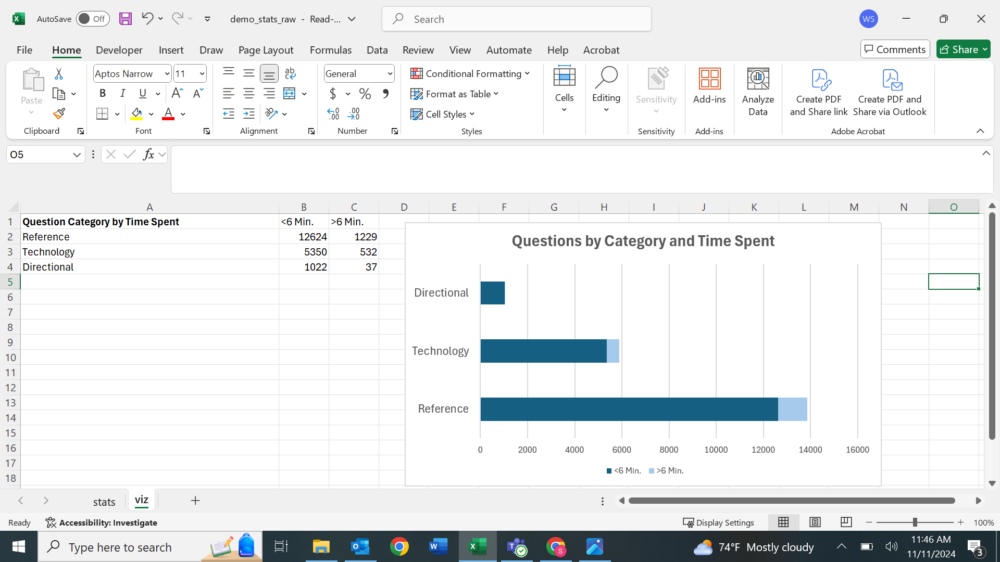 AutoSave Off demo_stats_raw - Read-... Search WS
File Home Developer Insert Draw Page Layout Formulas Data Review View Automate Help Acrobat Comments Share
Paste
Clipboard
Aptos Narrow 11
B I U A A
A
Font
ab
Alignment
General
$ % 9
Number
Conditional Formatting
Format as Table
Cell Styles
Styles
Cells
Editing
Sensitivity
Sensitivity
Add-ins
Add-ins
Analyze
Data
Create PDF
and Share link
Create PDF and
Share via Outlook
Adobe Acrobat
O5 fx
A B C D E F G H I J K L M N O
1 Question Category by Time Spent <6 Min. >6 Min.
2 Reference 12624 1229
3 Technology 5350 532
4 Directional 1022 37
5
6
7
8
9
10
11
12
13
14
15
16
17
18
Questions by Category and Time Spent
Directional
Technology
Reference
0 2000 4000 6000 8000 10000 12000 14000 16000
<6 Min. >6 Min.
stats viz +
Ready Accessibility: Investigate Display Settings 100%
Type here to search 74°F Mostly cloudy 11:46 AM
11/11/2024 3